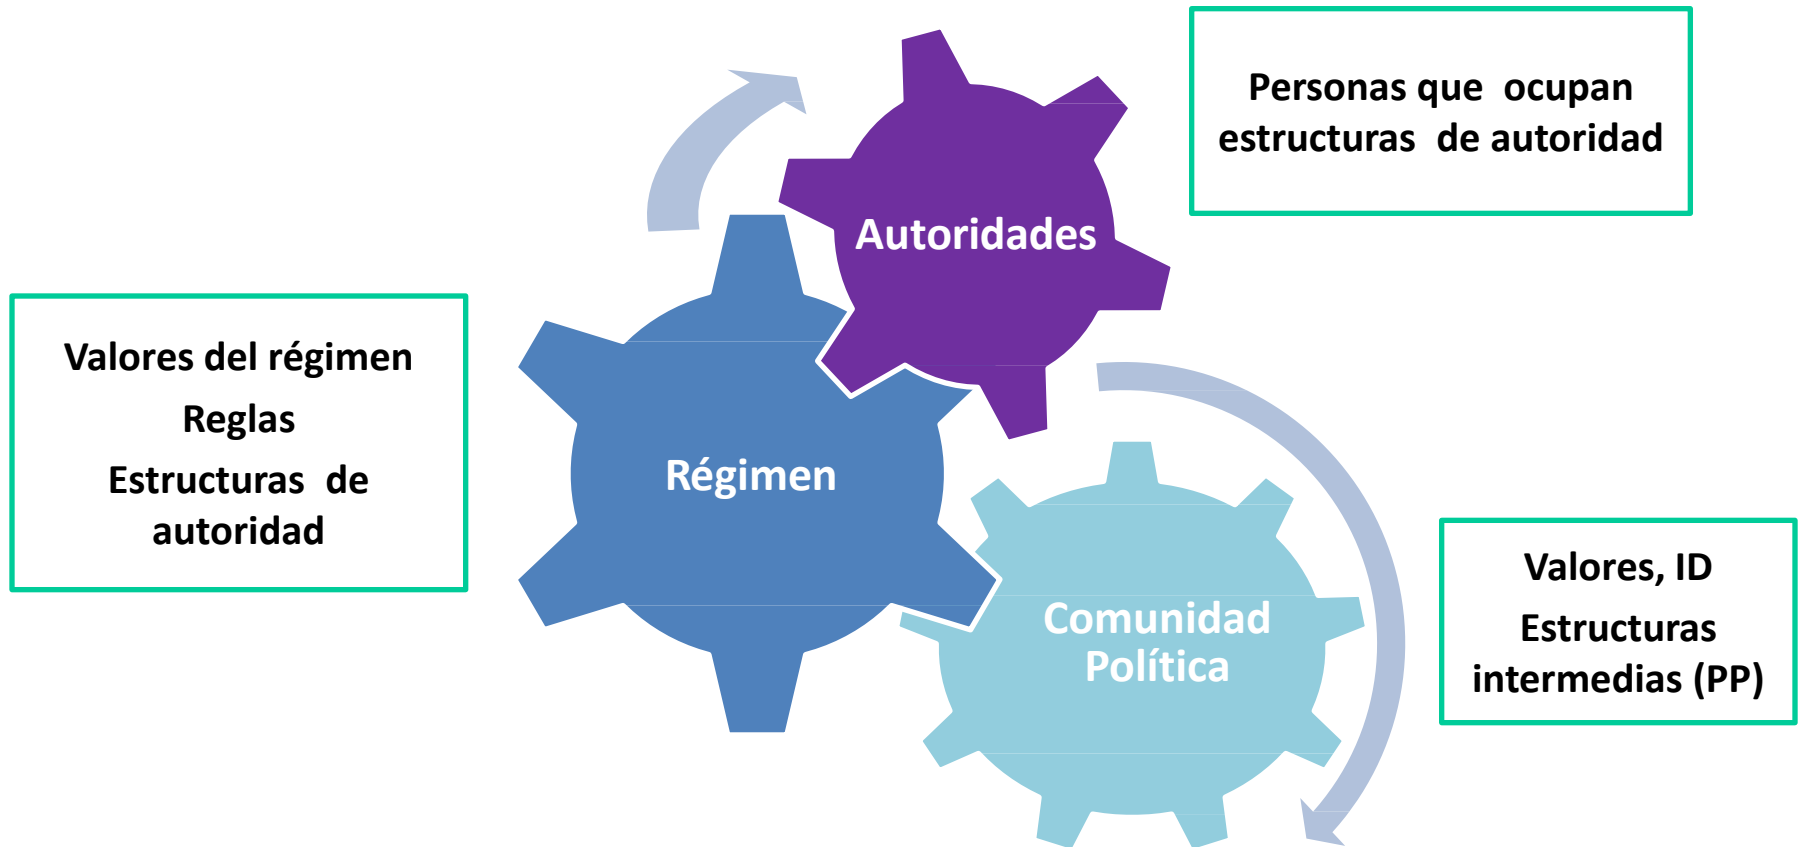 Personas que ocupan
estructuras de autoridad
Autoridades
Valores del régimen
Reglas
Estructuras de
autoridad
Régimen
Comunidad
Política
Valores, ID
Estructuras
intermedias (PP)